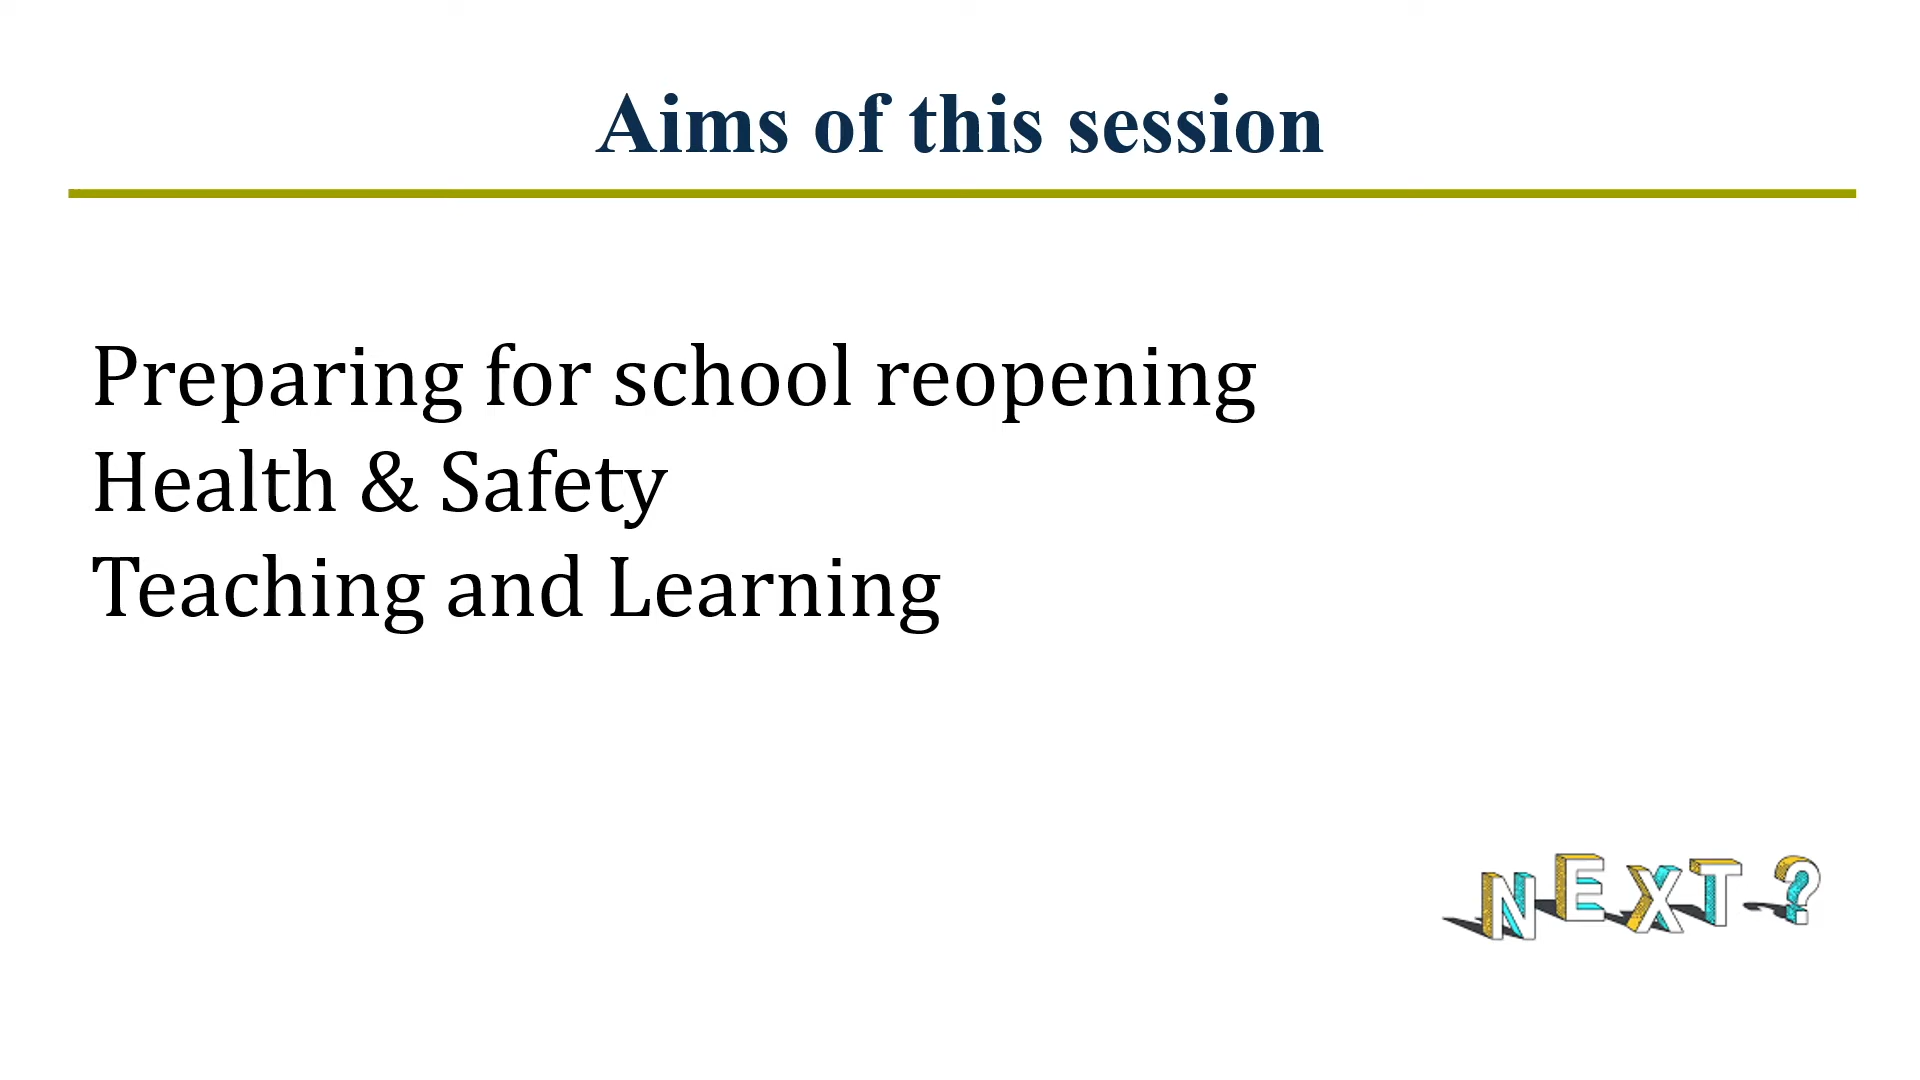 Aims of this session
Preparing for school reopening
Health & Safety
Teaching and Learning
NEXT?